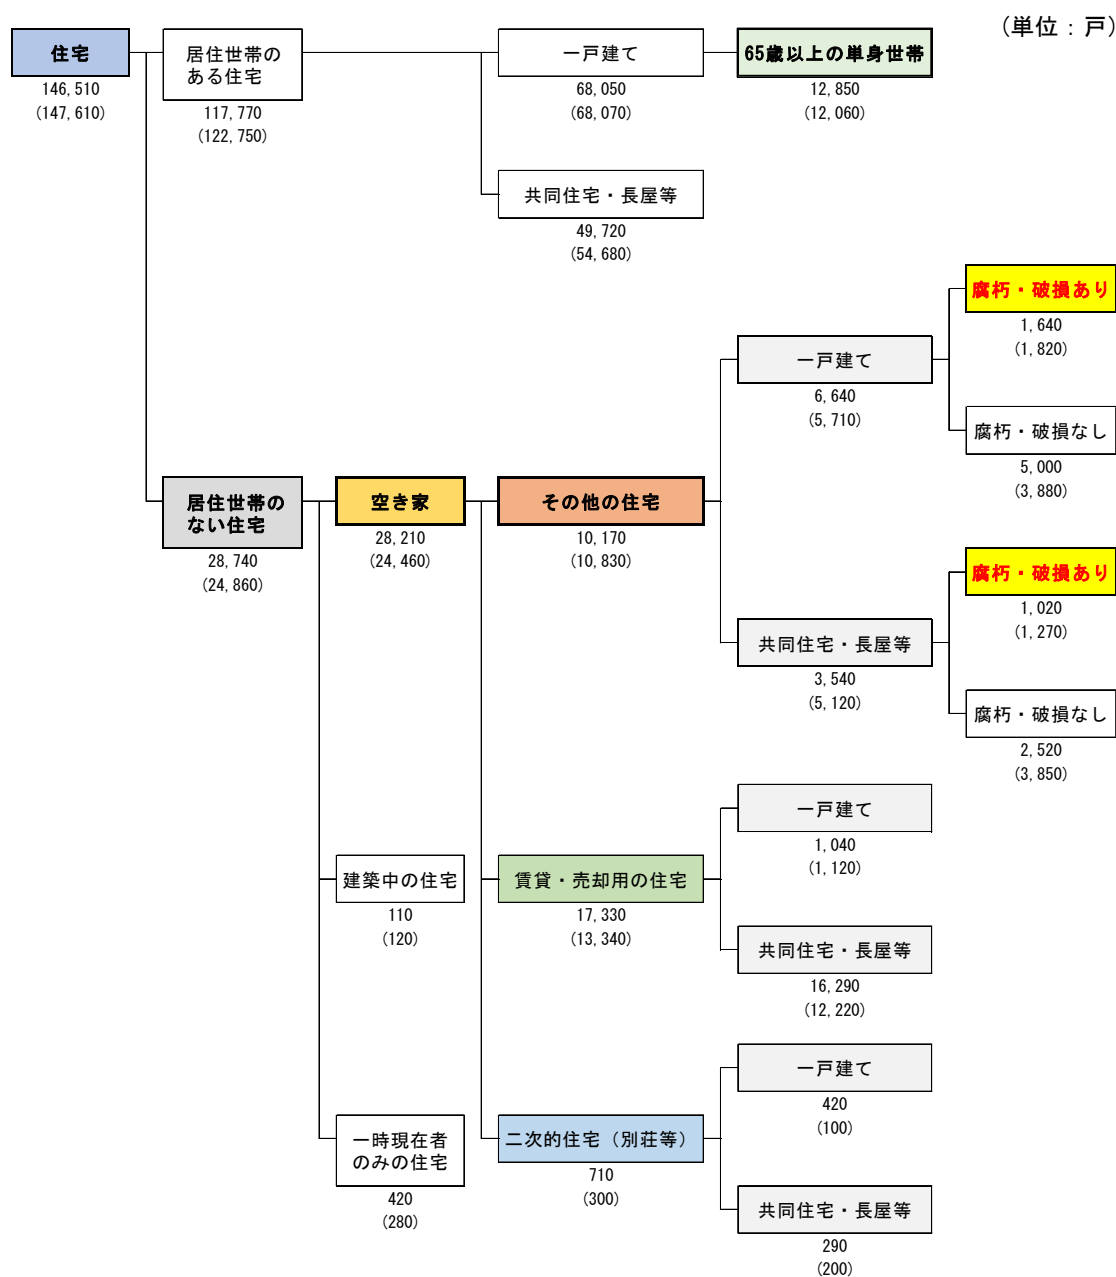 (単位：戸)
住宅
146,510
(147,610)
居住世帯の
ある住宅
117,770
(122,750)
一戸建て
68,050
(68,070)
65歳以上の単身世帯
12,850
(12,060)
共同住宅・長屋等
49,720
(54,680)
居住世帯の
ない住宅
28,740
(24,860)
空き家
28,210
(24,460)
その他の住宅
10,170
(10,830)
一戸建て
6,640
(5,710)
腐朽・破損あり
1,640
(1,820)
腐朽・破損なし
5,000
(3,880)
共同住宅・長屋等
3,540
(5,120)
腐朽・破損あり
1,020
(1,270)
腐朽・破損なし
2,520
(3,850)
建築中の住宅
110
(120)
賃貸・売却用の住宅
17,330
(13,340)
一戸建て
1,040
(1,120)
共同住宅・長屋等
16,290
(12,220)
一時現在者
のみの住宅
420
(280)
二次的住宅（別荘等）
710
(300)
一戸建て
420
(100)
共同住宅・長屋等
290
(200)